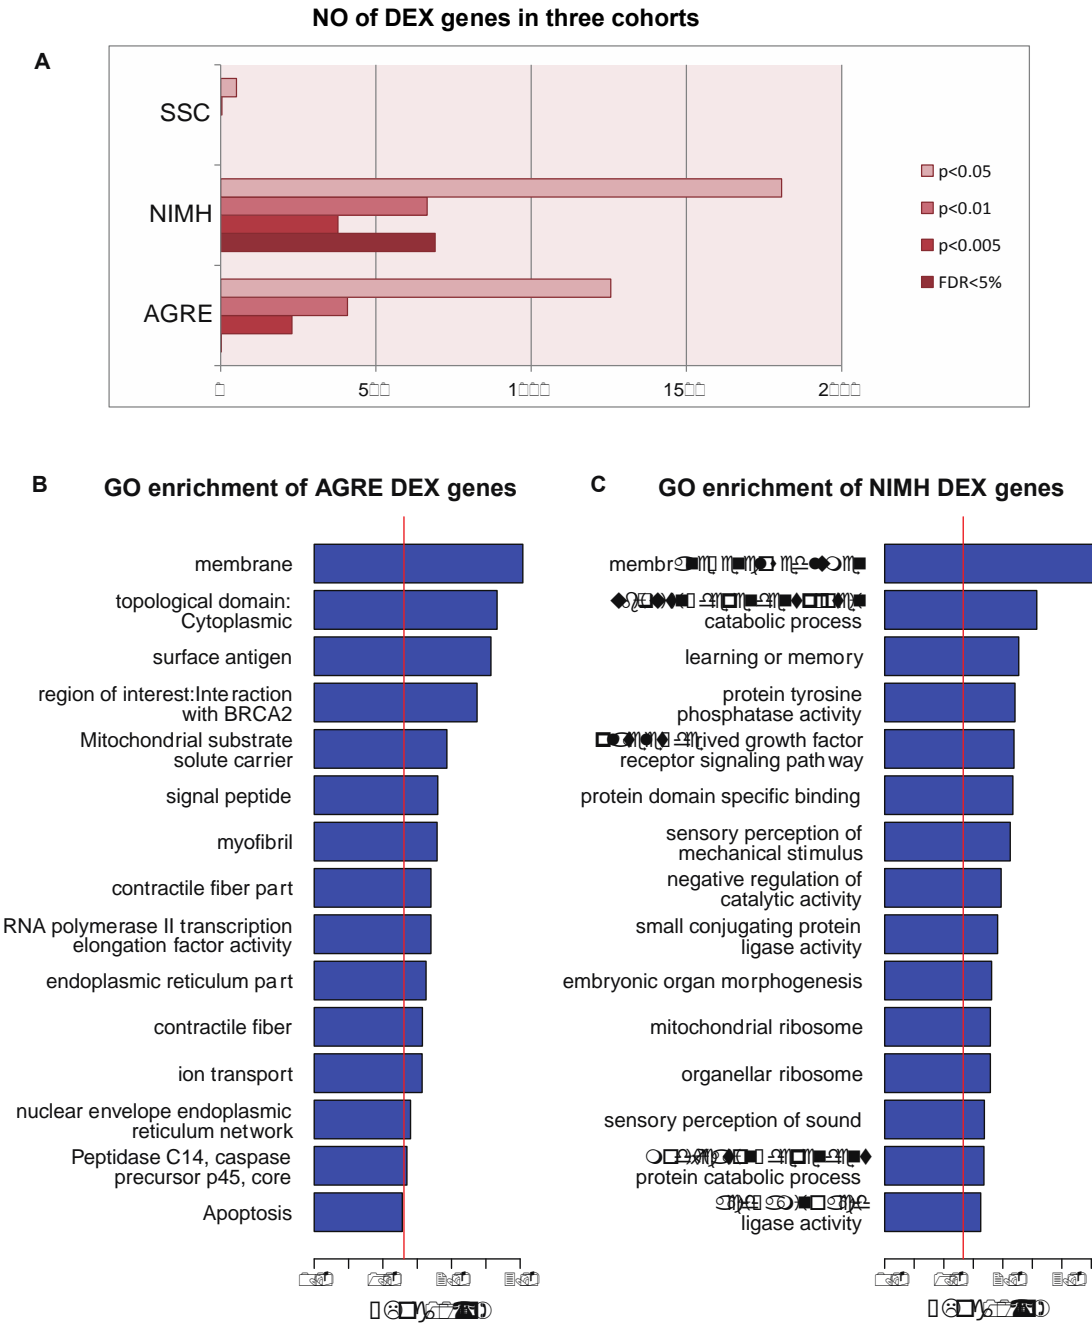 NO of DEX genes in three cohorts
A
SSC
NIMH
AGRE
p<0.05
p<0.01
p<0.005
FDR<5%
B
GO enrichment of AGRE DEX genes
membrane
topological domain:
Cytoplasmic
surface antigen
region of interest:Interaction
with BRCA2
Mitochondrial substrate
solute carrier
signal peptide
myofibril
contractile fiber part
RNA polymerase II transcription
elongation factor activity
endoplasmic reticulum part
contractile fiber
ion transport
nuclear envelope endoplasmic
reticulum network
Peptidase C14, caspase
precursor p45, core
Apoptosis
C
GO enrichment of NIMH DEX genes
catabolic process
learning or memory
protein tyrosine
phosphatase activity
growth factor
receptor signaling pathway
protein domain specific binding
sensory perception of
mechanical stimulus
negative regulation of
catalytic activity
small conjugating protein
ligase activity
embryonic organ morphogenesis
mitochondrial ribosome
organellar ribosome
sensory perception of sound
protein catabolic process
ligase activity